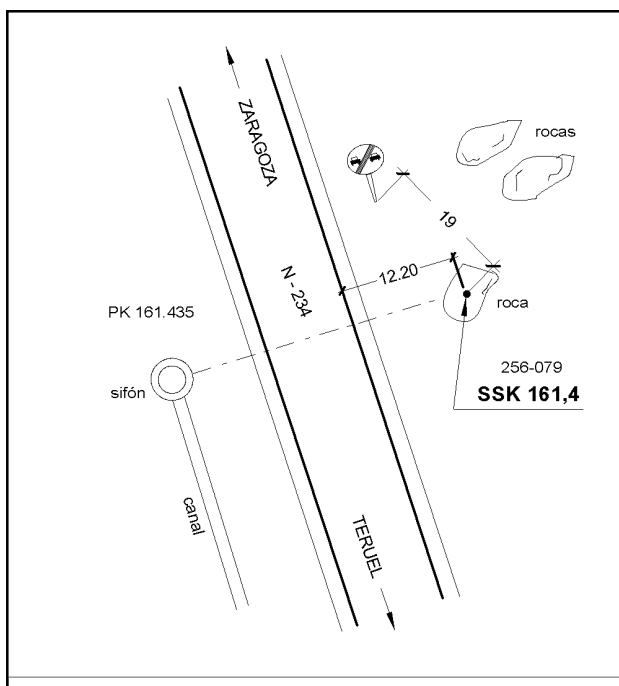 ZARAGOZA
rocas
19
12.20
N - 234
PK 161.435
roca
sifón
256-079
SSK 161,4
canal
TERUEL